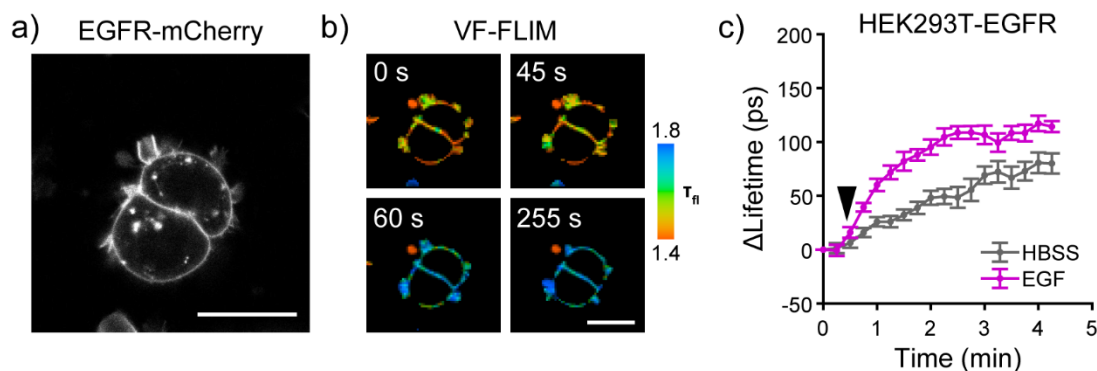 a) EGFR-mCherry
b) VF-FLIM
0 s
45 s
60 s
255 s
1.8
τfl
1.4
c) HEK293T-EGFR
ΔLifetime (ps)
200
150
100
50
0
-50
HBSS
EGF
0 1 2 3 4 5
Time (min)